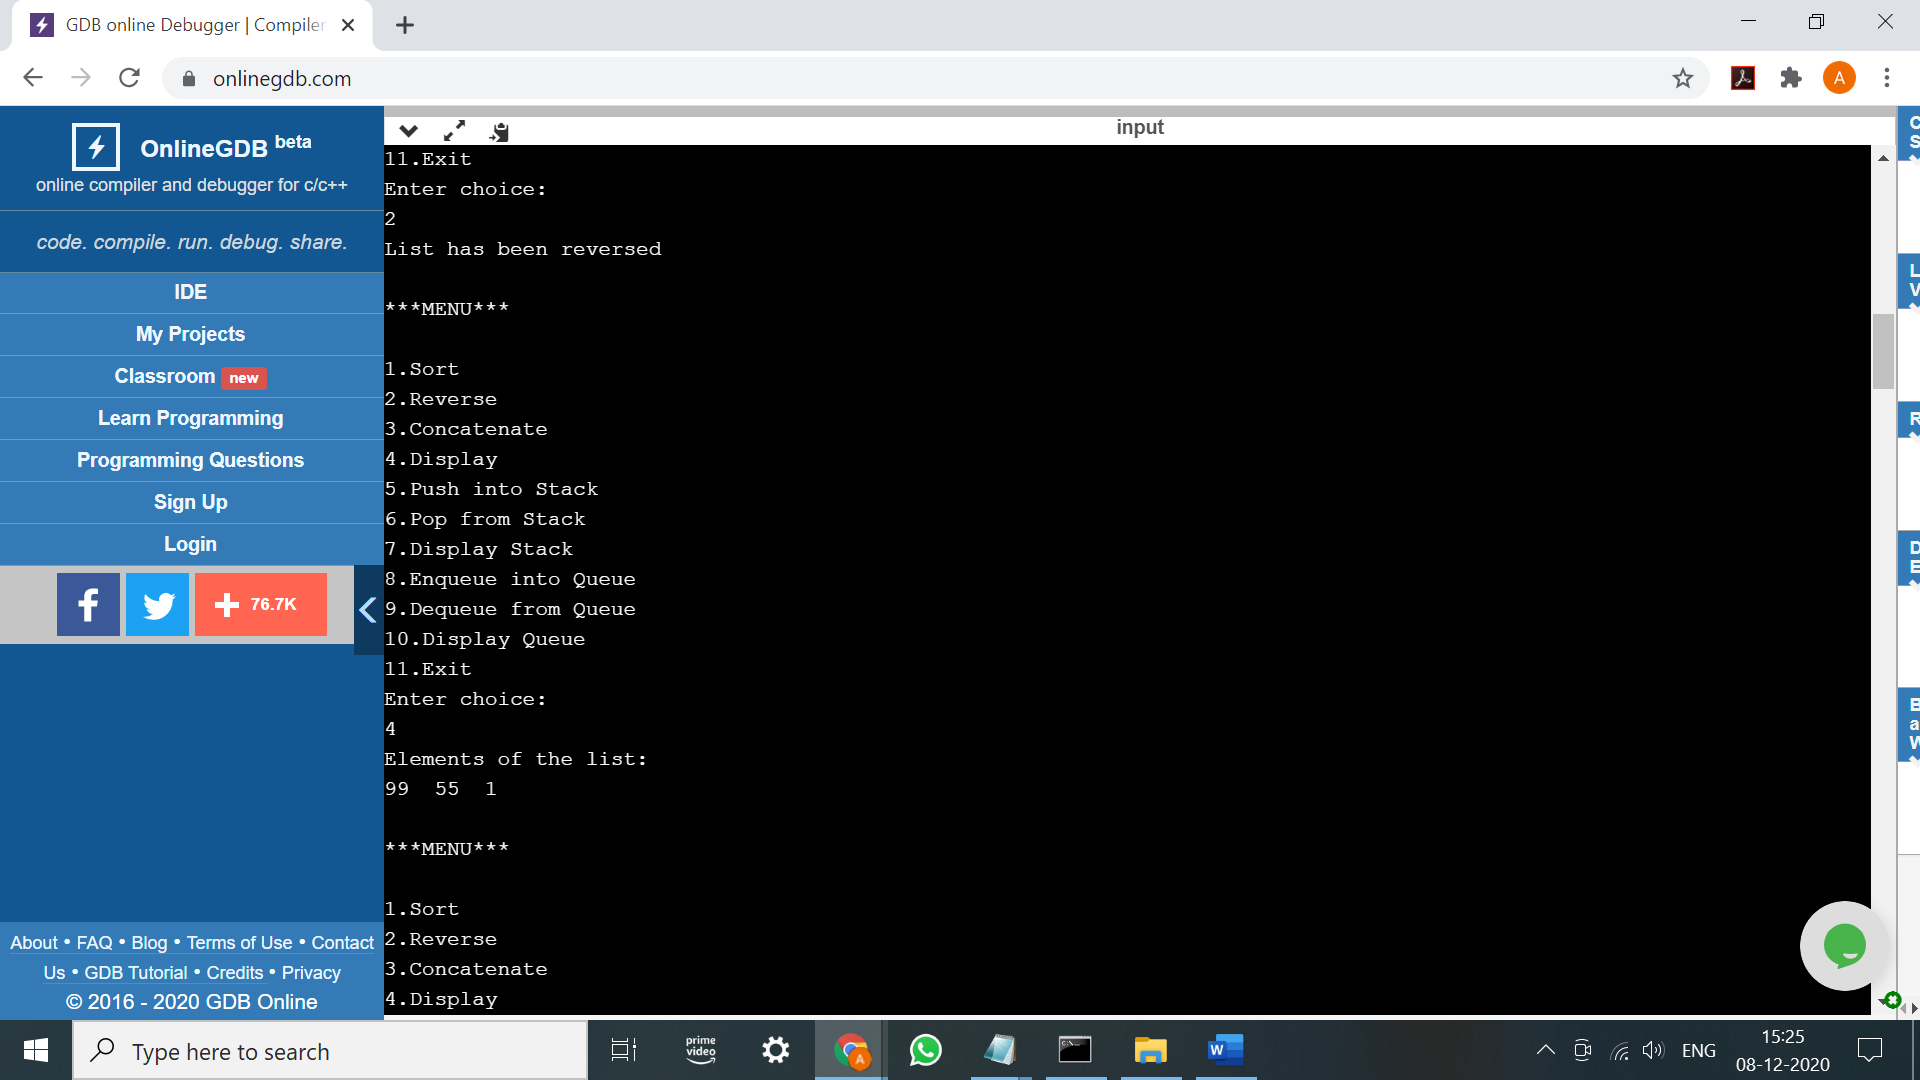 GDB online Debugger | Compiler
onlinegdb.com
A
OnlineGDB beta
online compiler and debugger for c/c++
code. compile. run. debug. share.
IDE
My Projects
Classroom new
Learn Programming
Programming Questions
Sign Up
Login
76.7K
About • FAQ • Blog • Terms of Use • Contact
Us • GDB Tutorial • Credits • Privacy
© 2016 - 2020 GDB Online
input
11.Exit
Enter choice:
2
List has been reversed
***MENU***
1.Sort
2.Reverse
3.Concatenate
4.Display
5.Push into Stack
6.Pop from Stack
7.Display Stack
8.Enqueue into Queue
9.Dequeue from Queue
10.Display Queue
11.Exit
Enter choice:
4
Elements of the list:
99 55 1
***MENU***
1.Sort
2.Reverse
3.Concatenate
4.Display
Type here to search
prime
video
A
W
ENG
15:25
08-12-2020